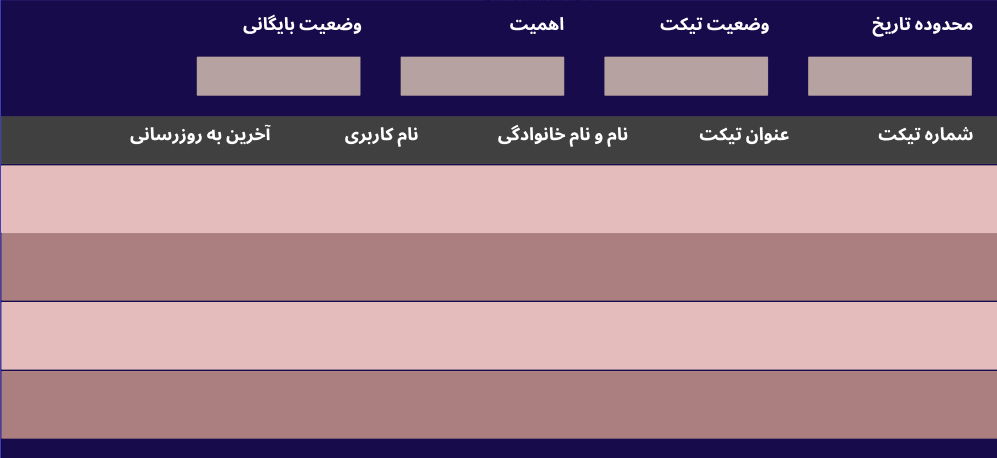 محدوده تاریخ وضعیت تیکت اهمیت وضعیت بایگانی
شماره تیکت عنوان تیکت نام و نام خانوادگی نام کاربری آخرین به روزرسانی